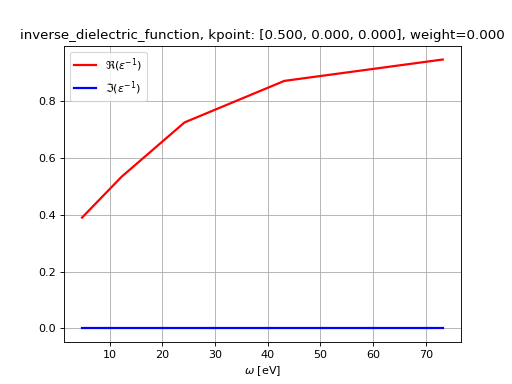 inverse_dielectric_function, kpoint: [0.500, 0.000, 0.000], weight=0.000
ℜ(ε⁻¹)
ℑ(ε⁻¹)
0.8
0.6
0.4
0.2
0.0
10 20 30 40 50 60 70
ω [eV]